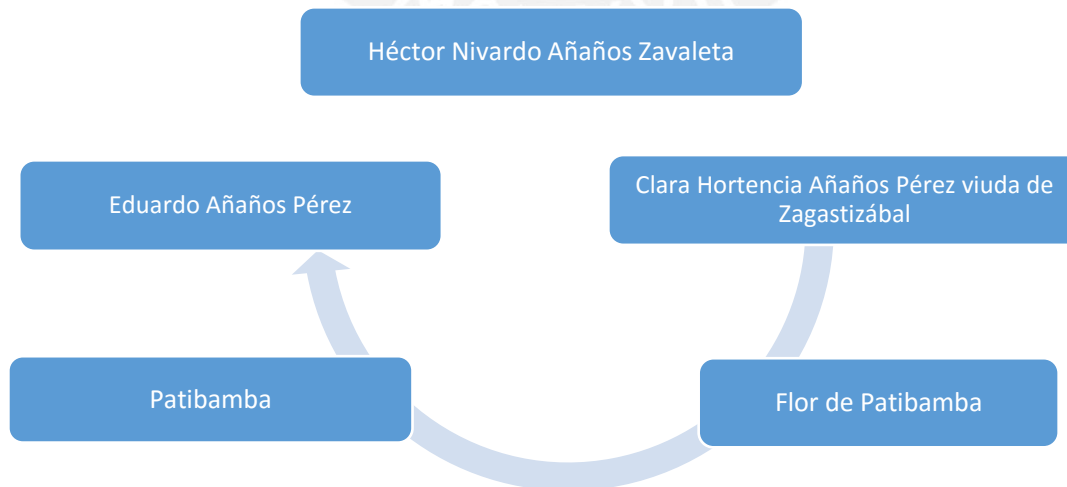 Héctor Nivardo Añaños Zavaleta
Eduardo Añaños Pérez
Clara Hortencia Añaños Pérez viuda de
Zagastizábal
Patibamba
Flor de Patibamba